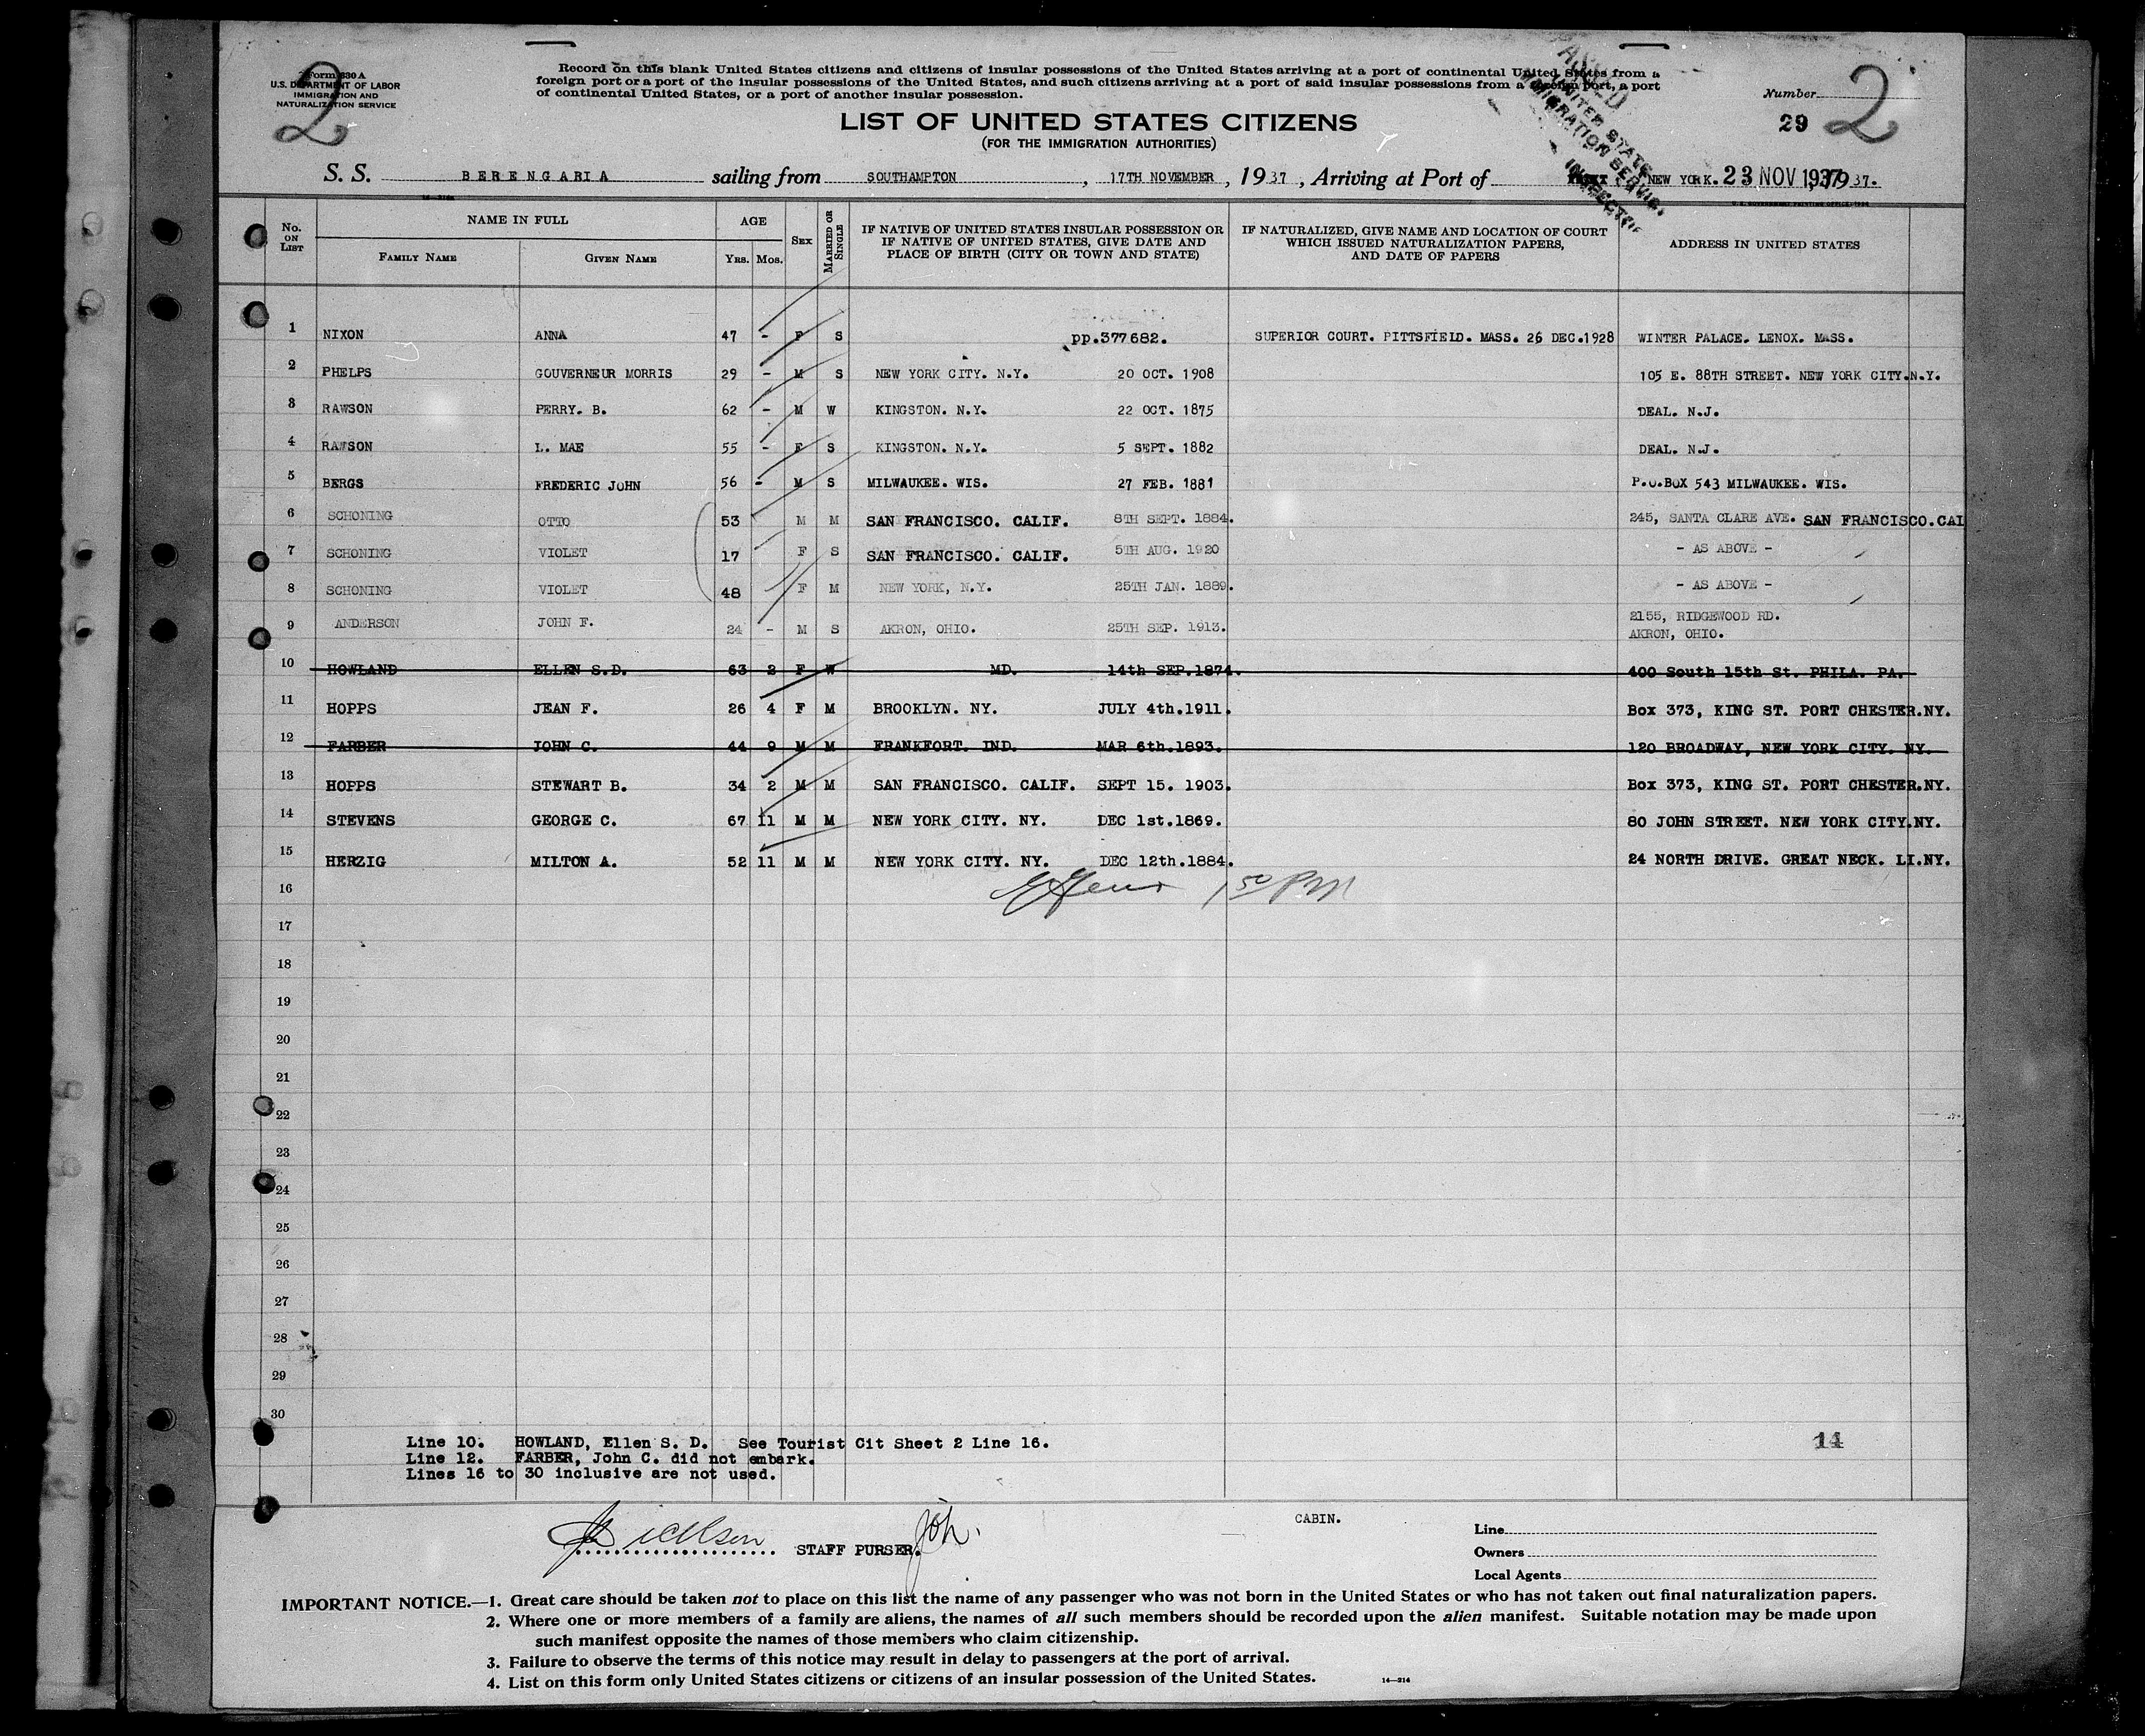 Form 630 A
U.S. DEPARTMENT OF LABOR
IMMIGRATION AND
NATURALIZATION SERVICE
2
Record on this blank United States citizens and citizens of insular possessions of the United States arriving at a port of continental United States from a
foreign port or a port of the insular possessions of the United States, and such citizens arriving at a port of said insular possessions from a foreign port, a port
of continental United States, or a port of another insular possession.
UNITED STATES
IMMIGRATION SERVICE
Number
29 2
LIST OF UNITED STATES CITIZENS
(FOR THE IMMIGRATION AUTHORITIES)
S. S. BERENGARIA sailing from SOUTHAMPTON, 17TH NOVEMBER, 1937, Arriving at Port of NEW YORK. 23 NOV 1937 1937.
No. ON LIST
NAME IN FULL
FAMILY NAME GIVEN NAME
AGE
YRS. MOS.
SEX
MARRIED OR SINGLE
IF NATIVE OF UNITED STATES INSULAR POSSESSION OR
IF NATIVE OF UNITED STATES, GIVE DATE AND
PLACE OF BIRTH (CITY OR TOWN AND STATE)
IF NATURALIZED, GIVE NAME AND LOCATION OF COURT
WHICH ISSUED NATURALIZATION PAPERS,
AND DATE OF PAPERS
ADDRESS IN UNITED STATES
1 NIXON ANNA 47 - F S pp.377682. SUPERIOR COURT. PITTSFIELD. MASS. 26 DEC.1928 WINTER PALACE. LENOX. MASS.
2 PHELPS GOUVERNEUR MORRIS 29 - M S NEW YORK CITY. N.Y. 20 OCT. 1908 105 E. 88TH STREET. NEW YORK CITY.N.Y.
3 RAWSON PERRY. B. 62 - M W KINGSTON. N.Y. 22 OCT. 1875 DEAL. N.J.
4 RAWSON L. MAE 55 - F S KINGSTON. N.Y. 5 SEPT. 1882 DEAL. N.J.
5 BERGS FREDERIC JOHN 56 - M S MILWAUKEE. WIS. 27 FEB. 1881 P.O.BOX 543 MILWAUKEE. WIS.
6 SCHONING OTTO 53 M M SAN FRANCISCO. CALIF. 8TH SEPT. 1884. 245, SANTA CLARE AVE. SAN FRANCISCO.CAL
7 SCHONING VIOLET 17 F S SAN FRANCISCO. CALIF. 5TH AUG. 1920 - AS ABOVE -
8 SCHONING VIOLET 48 F M NEW YORK, N.Y. 25TH JAN. 1889. - AS ABOVE -
9 ANDERSON JOHN F. 24 - M S AKRON, OHIO. 25TH SEP. 1913. 2155, RIDGEWOOD RD.
AKRON, OHIO.
10 HOWLAND ELLEN S.D. 63 2 F W MD. 14th SEP.1874. 400 South 15th St. PHILA. PA.
11 HOPPS JEAN F. 26 4 F M BROOKLYN. NY. JULY 4th.1911. Box 373, KING ST. PORT CHESTER.NY.
12 FARBER JOHN C. 44 9 M M FRANKFORT. IND. MAR 6th.1893. 120 BROADWAY, NEW YORK CITY. NY.
13 HOPPS STEWART B. 34 2 M M SAN FRANCISCO. CALIF. SEPT 15. 1903. Box 373, KING ST. PORT CHESTER.NY.
14 STEVENS GEORGE C. 67 11 M M NEW YORK CITY. NY. DEC 1st.1869. 80 JOHN STREET. NEW YORK CITY.NY.
15 HERZIG MILTON A. 52 11 M M NEW YORK CITY. NY. DEC 12th.1884. 24 NORTH DRIVE. GREAT NECK. LI.NY.
16 1 50 PM
17
18
19
20
21
22
23
24
25
26
27
28
29
30
Line 10. HOWLAND, Ellen S. D. See Tourist Cit Sheet 2 Line 16. 14
Line 12. FARBER, John C. did not embark.
Lines 16 to 30 inclusive are not used.
STAFF PURSER.
CABIN.
Line
Owners
Local Agents
IMPORTANT NOTICE.—1. Great care should be taken not to place on this list the name of any passenger who was not born in the United States or who has not taken out final naturalization papers.
2. Where one or more members of a family are aliens, the names of all such members should be recorded upon the alien manifest. Suitable notation may be made upon
such manifest opposite the names of those members who claim citizenship.
3. Failure to observe the terms of this notice may result in delay to passengers at the port of arrival.
4. List on this form only United States citizens or citizens of an insular possession of the United States. 14—214